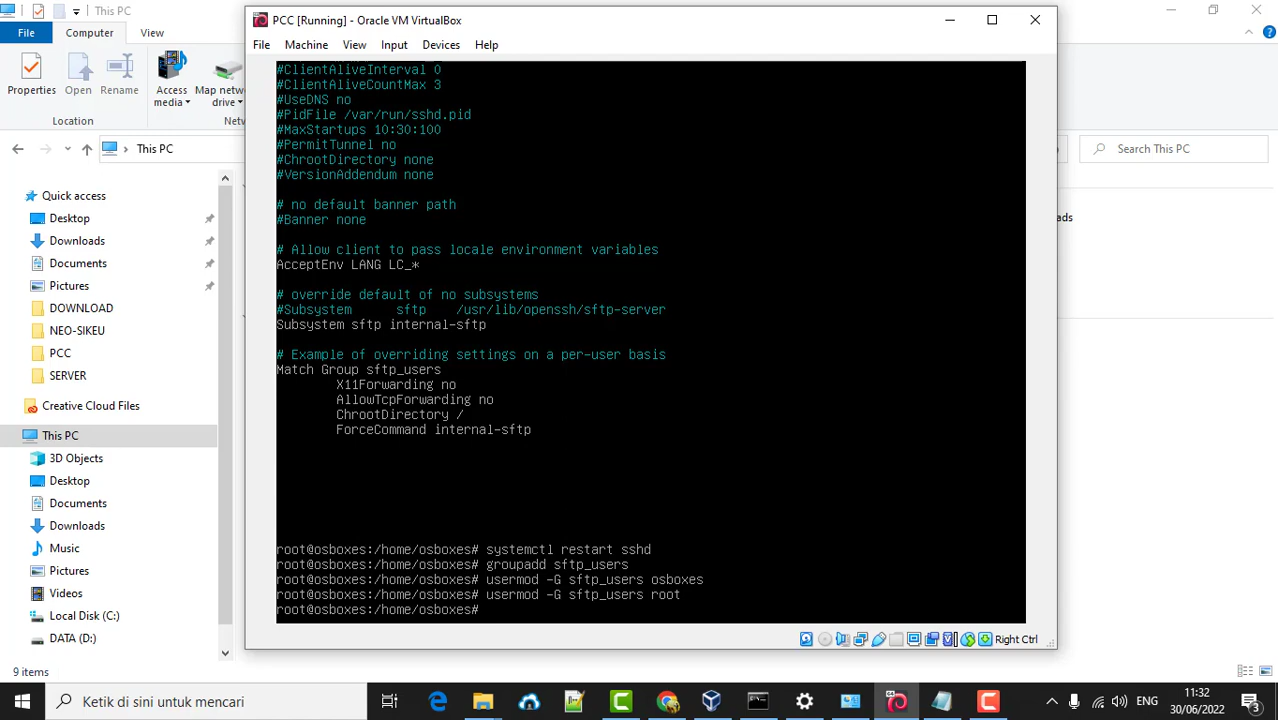 This PC
PCC [Running] - Oracle VM VirtualBox
File
Computer
View
File
Machine
View
Input
Devices
Help
Properties
Open
Rename
Access
media
Map netw
drive
Location
Netw
This PC
Search This PC
Quick access
Desktop
Downloads
Documents
Pictures
DOWNLOAD
NEO-SIKEU
PCC
SERVER
Creative Cloud Files
This PC
3D Objects
Desktop
Documents
Downloads
Music
Pictures
Videos
Local Disk (C:)
DATA (D:)
9 items
ads
#ClientAliveInterval 0
#ClientAliveCountMax 3
#UseDNS no
#PidFile /var/run/sshd.pid
#MaxStartups 10:30:100
#PermitTunnel no
#ChrootDirectory none
#VersionAddendum none
# no default banner path
#Banner none
# Allow client to pass locale environment variables
AcceptEnv LANG LC_*
# override default of no subsystems
#Subsystem sftp /usr/lib/openssh/sftp-server
Subsystem sftp internal-sftp
# Example of overriding settings on a per-user basis
Match Group sftp_users
X11Forwarding no
AllowTcpForwarding no
ChrootDirectory /
ForceCommand internal-sftp
root@osboxes:/home/osboxes# systemctl restart sshd
root@osboxes:/home/osboxes# groupadd sftp_users
root@osboxes:/home/osboxes# usermod -G sftp_users osboxes
root@osboxes:/home/osboxes# usermod -G sftp_users root
root@osboxes:/home/osboxes#
Right Ctrl
Ketik di sini untuk mencari
ENG
11:32
30/06/2022
3